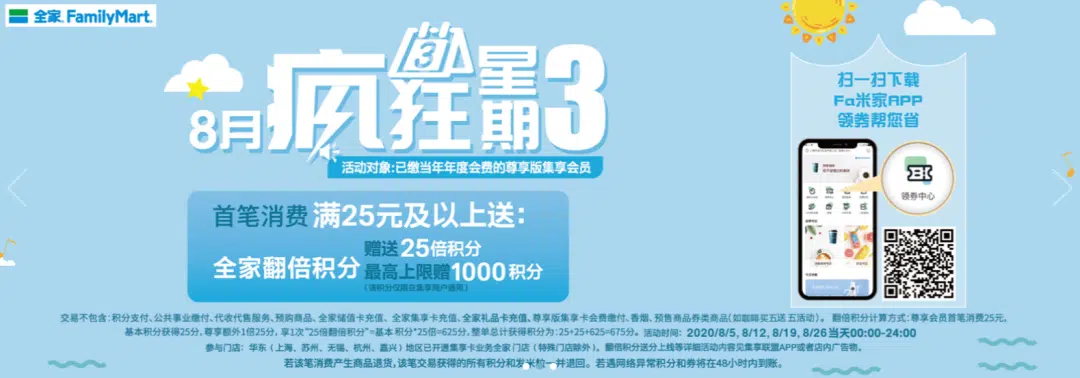 全家 FamilyMart.
8月疯狂星期3
3
活动对象:已缴当年年度会费的尊享版集享会员
首笔消费 满25元及以上送:
全家翻倍积分 赠送25倍积分
最高上限赠1000积分
(该积分仅限在集享账户通用)
扫一扫下载
Fa米家APP
领券帮您省
领券中心
交易不包含:积分支付、公共事业缴付、代收代售服务、预购商品、全家储值卡充值、全家集享卡充值、全家礼品卡充值、尊享版集享卡会费缴付、香烟、预售商品券类商品(如咖啡买五送五活动)。 翻倍积分计算方式:尊享会员首笔消费25元。
基本积分获得25分,尊享额外1倍25分，享1次"25倍翻倍积分"=基本积分*25倍=625分，整单总计获得积分为:25+25+625=675分。活动时间: 2020/8/5, 8/12, 8/19, 8/26当天00:00-24:00
参与门店: 华东（上海、苏州、无锡、杭州、嘉兴）地区已开通集享卡业务全家门店（特殊门店除外）。翻倍积分送分上线等详细活动内容见集享联盟APP或者店内广告物。
若该笔消费产生商品退货,该笔交易获得的所有积分和发米粒一并退回。若遇网络异常积分和券将在48小时内到账。